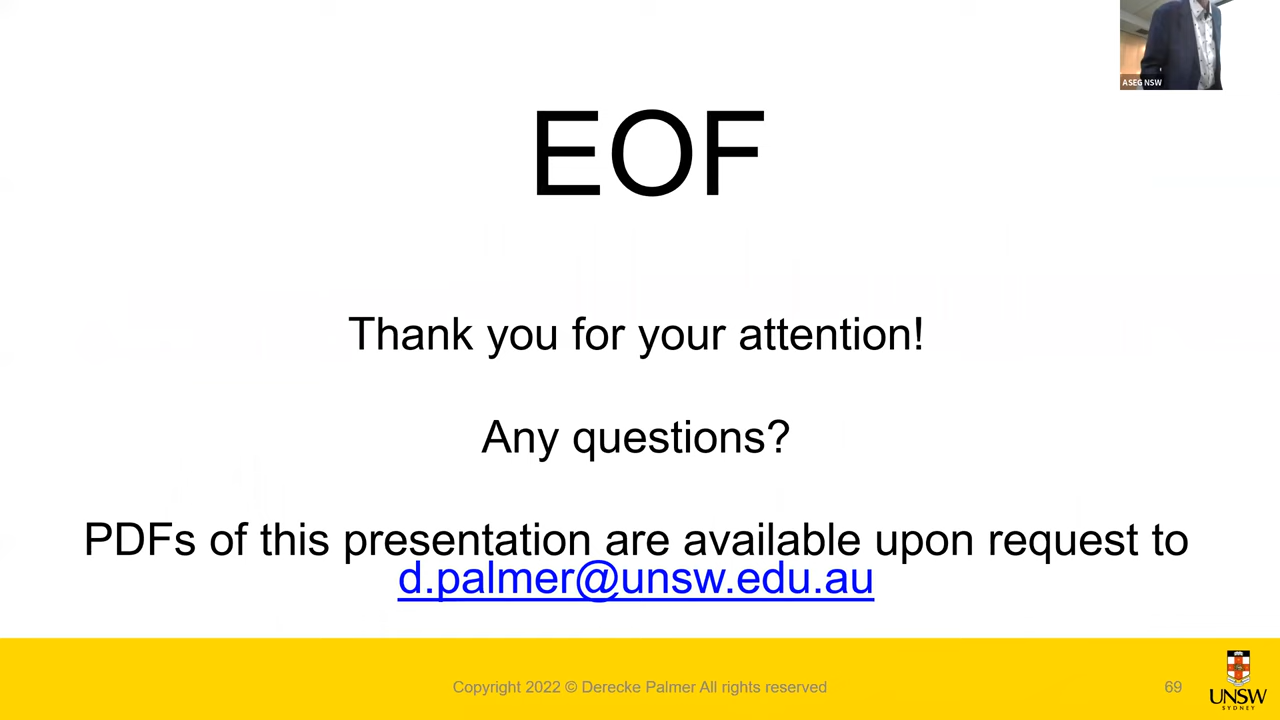 ASEG NSW
EOF
Thank you for your attention!
Any questions?
PDFs of this presentation are available upon request to
d.palmer@unsw.edu.au
Copyright 2022 © Derecke Palmer All rights reserved
69
UNSW
SYDNEY